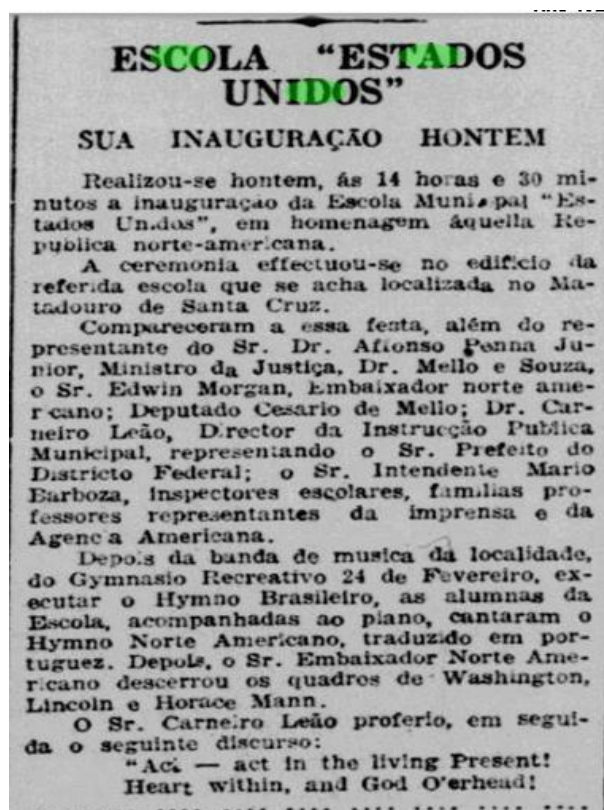 ESCOLA "ESTADOS
UNIDOS"
SUA INAUGURAÇÃO HONTEM
Realizou-se hontem, ás 14 horas e 30 mi-
nutos a inauguração da Escola Muni pal "Es-
tados Un.dos", em homenagem áquella Re-
publica norte-americana.
A ceremonia effectuou-se no edificio da
referida escola que se acha localizada no Ma-
tadouro de Santa Cruz.
Compareceram a essa festa, além do re-
presentante do Sr. Dr. Affonso Penna Ju-
nior, Ministro da Justiça, Dr. Mello e Souza,
o Sr. Edwin Morgan, Embaixador norte ame-
r cano; Deputado Cesario de Mello; Dr. Car-
neiro Leão, Director da Instrucção Publica
Municipal, representando o Sr. Prefeito do
Districto Federal; o Sr. Intendente Mario
Barboza, inspectores escolares, familias pro-
fessores representantes da imprensa e da
Agenc a Americana.
Depois da banda de musica da localidade,
do Gymnasio Recreativo 24 de Fevereiro, ex-
ecutar o Hymno Brasileiro, as alumnas da
Escola, acompanhadas ao piano, cantaram o
Hymno Norte Americano, traduzido em por-
tuguez. Depois, o Sr. Embaixador Norte Ame-
ricano descerrou os quadros de Washington,
Lincoln e Horace Mann.
O Sr. Carneiro Leão proferio, em segui-
da o seguinte discurso:
"Act — act in the living Present!
Heart within, and God O'erhead!